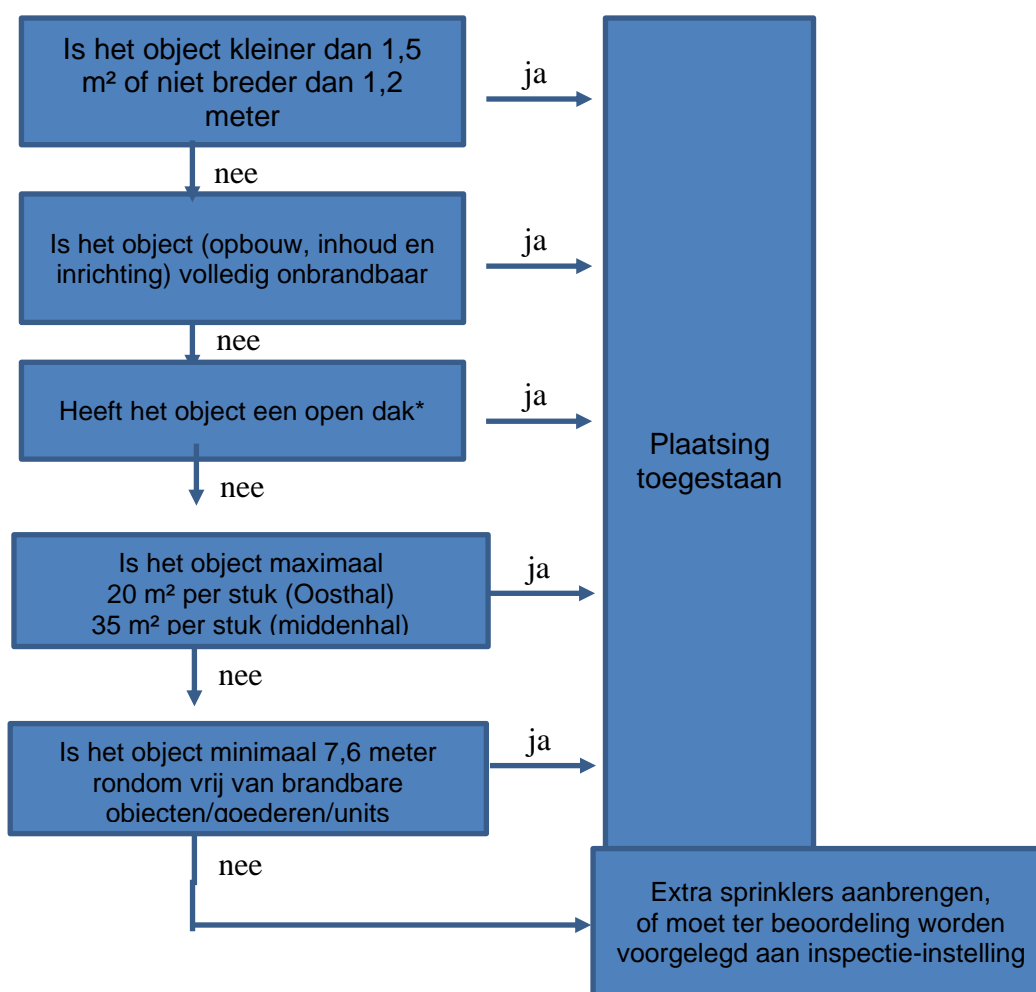 Is het object kleiner dan 1,5
m² of niet breder dan 1,2
meter
ja
nee
Is het object (opbouw, inhoud en
inrichting) volledig onbrandbaar
ja
nee
Heeft het object een open dak*
ja
nee
Plaatsing
toegestaan
Is het object maximaal
20 m² per stuk (Oosthal)
35 m² per stuk (middenhal)
ja
nee
Is het object minimaal 7,6 meter
rondom vrij van brandbare
objecten/goederen/units
ja
nee
Extra sprinklers aanbrengen,
of moet ter beoordeling worden
voorgelegd aan inspectie-instelling